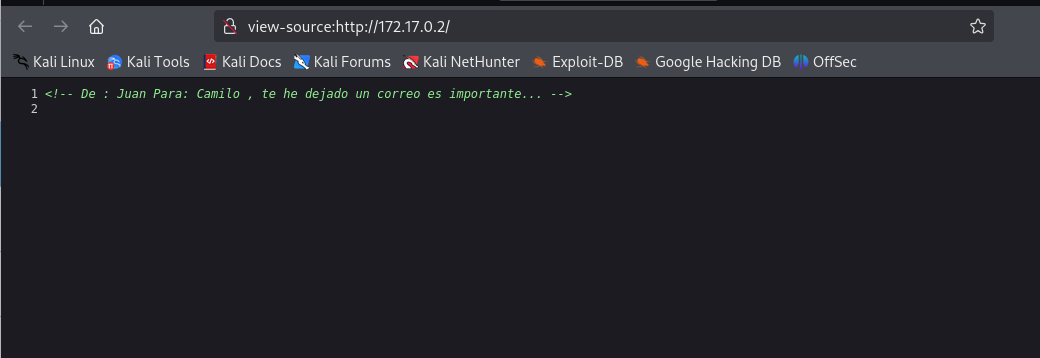 view-source:http://172.17.0.2/
Kali Linux Kali Tools Kali Docs Kali Forums Kali NetHunter Exploit-DB Google Hacking DB OffSec
1 <!-- De : Juan Para: Camilo , te he dejado un correo es importante... -->
2